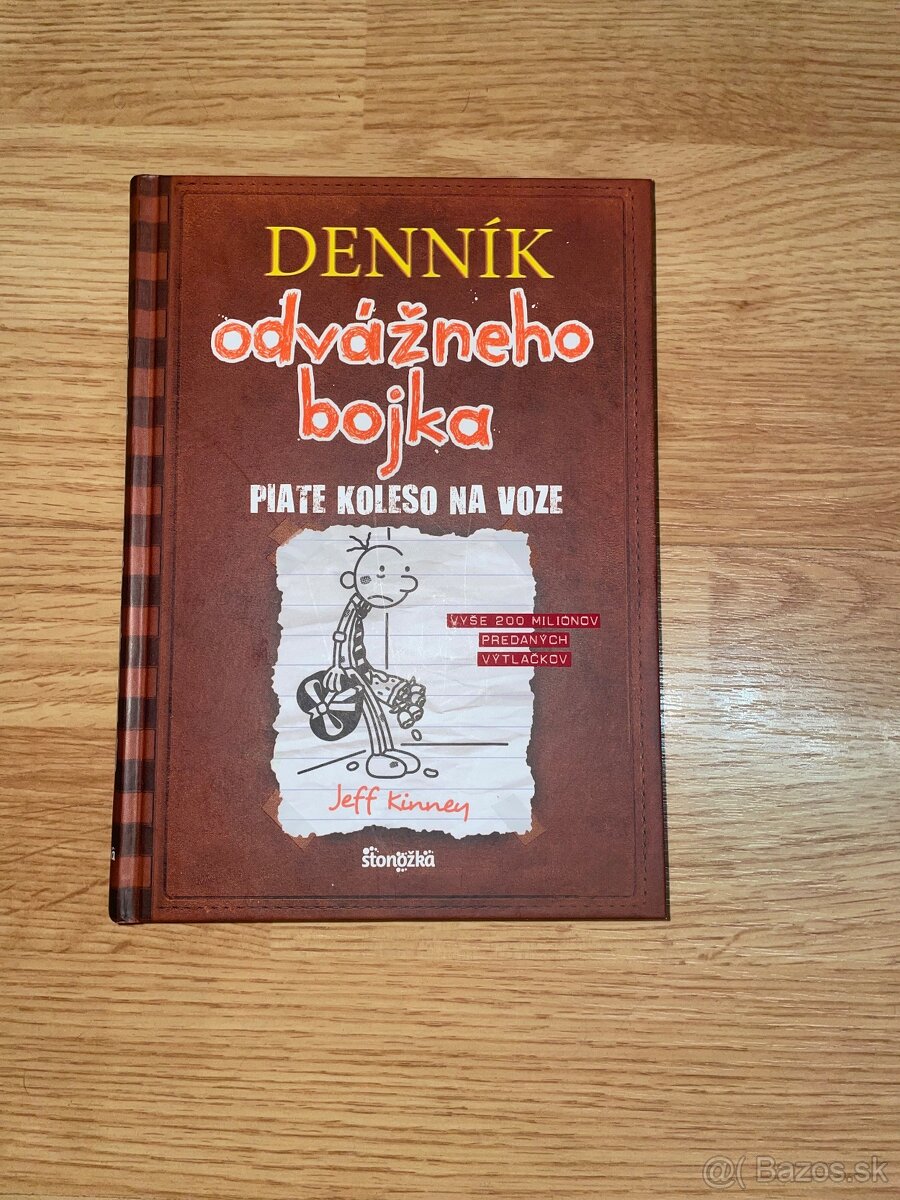 DENNÍK
odvážneho
bojka
PIATE KOLESO NA VOZE
VYŠE 200 MILIÓNOV
PREDANÝCH
VÝTLAČKOV
Jeff Kinney
stonožka
@( Bazos.sk